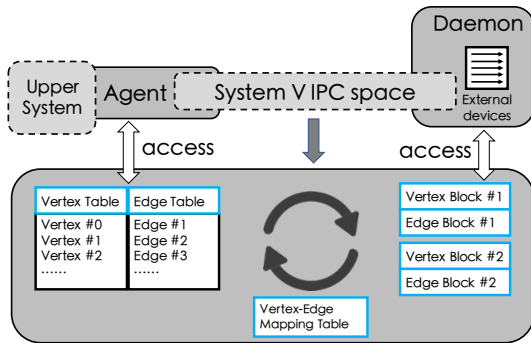 Daemon
Upper
System
Agent
System V IPC space
External
devices
access
access
Vertex Table
Edge Table
Vertex #0
Vertex #1
Vertex #2
......
Edge #1
Edge #2
Edge #3
......
Vertex Block #1
Edge Block #1
Vertex Block #2
Edge Block #2
Vertex-Edge
Mapping Table